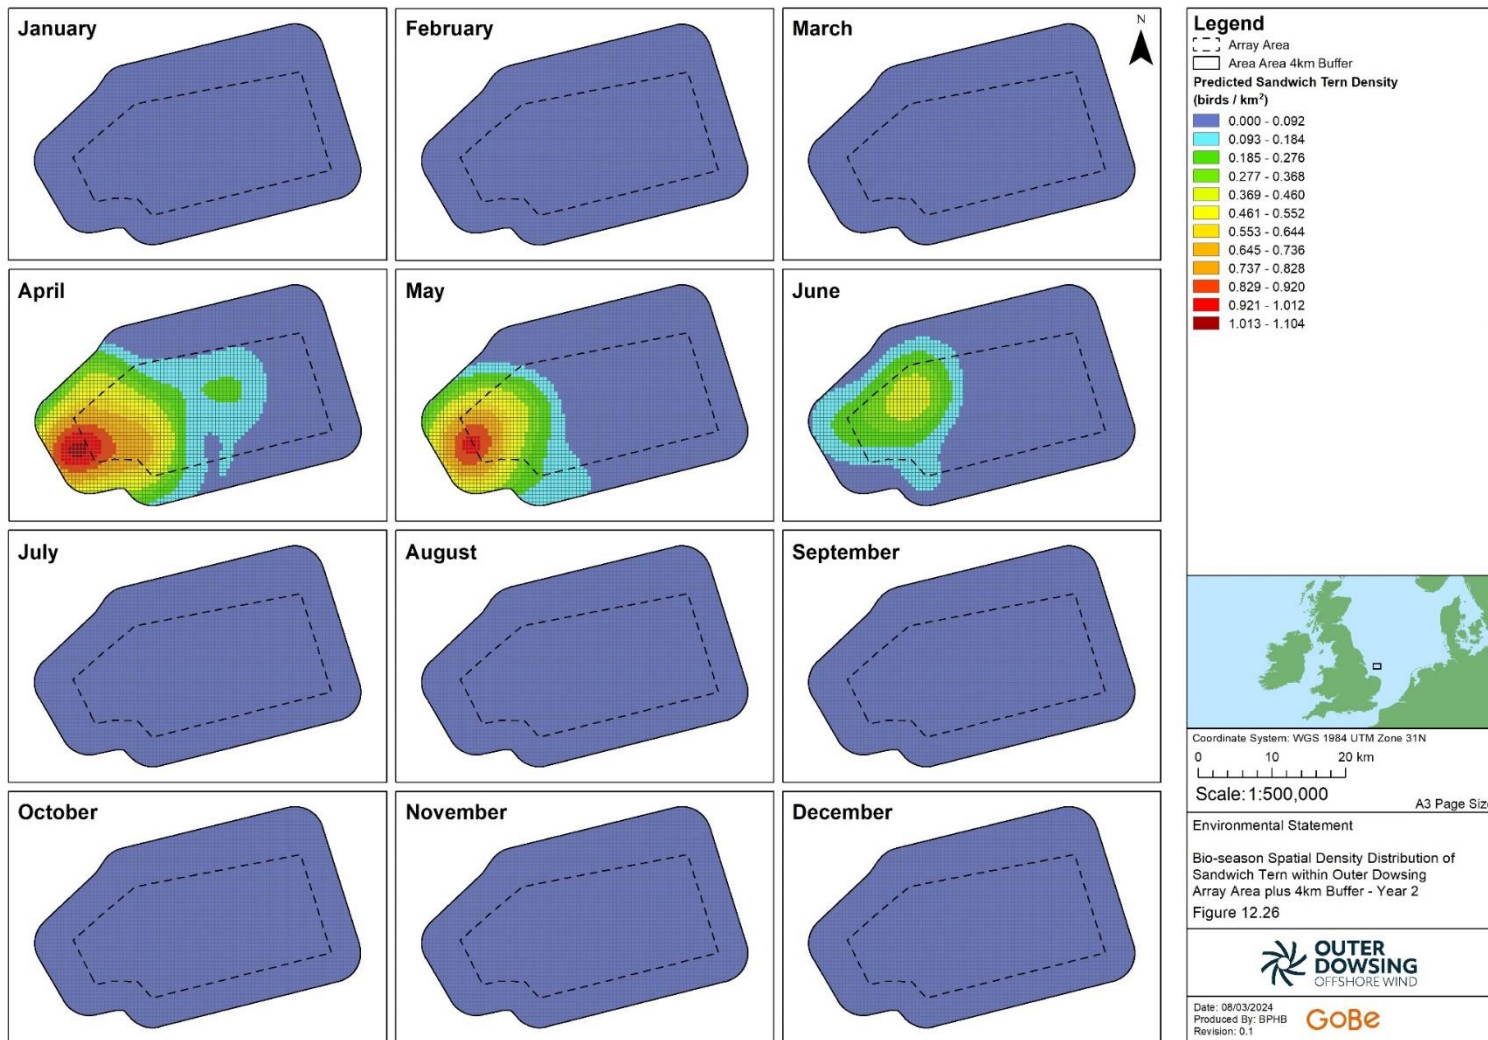 January
February
March
N
April
May
June
July
August
September
October
November
December
Legend
Array Area
Area Area 4km Buffer
Predicted Sandwich Tern Density
(birds / km²)
0.000 - 0.092
0.093 - 0.184
0.185 - 0.276
0.277 - 0.368
0.369 - 0.460
0.461 - 0.552
0.553 - 0.644
0.645 - 0.736
0.737 - 0.828
0.829 - 0.920
0.921 - 1.012
1.013 - 1.104
Coordinate System: WGS 1984 UTM Zone 31N
0 10 20 km
Scale: 1:500,000
A3 Page Size
Environmental Statement
Bio-season Spatial Density Distribution of
Sandwich Tern within Outer Dowsing
Array Area plus 4km Buffer - Year 2
Figure 12.26
OUTER
DOWSING
OFFSHORE WIND
Date: 08/03/2024
Produced By: BPHB
Revision: 0.1
GoBe